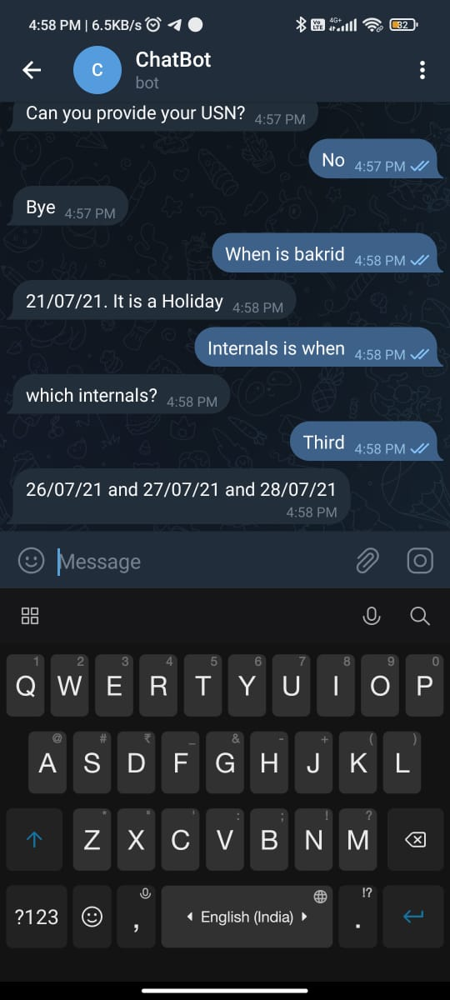 4:58 PM | 6.5KB/s
Vo LTE 4G+ 32
C ChatBot
bot
Can you provide your USN? 4:57 PM
No 4:57 PM
Bye 4:57 PM
When is bakrid 4:58 PM
21/07/21. It is a Holiday 4:58 PM
Internals is when 4:58 PM
which internals? 4:58 PM
Third 4:58 PM
26/07/21 and 27/07/21 and 28/07/21
4:58 PM
Message
1 2 3 4 5 6 7 8 9 0
Q W E R T Y U I O P
@ # ₹ _ & - + ( )
A S D F G H J K L
* " ' : ; ! ?
Z X C V B N M
!?
?123 , English (India) .